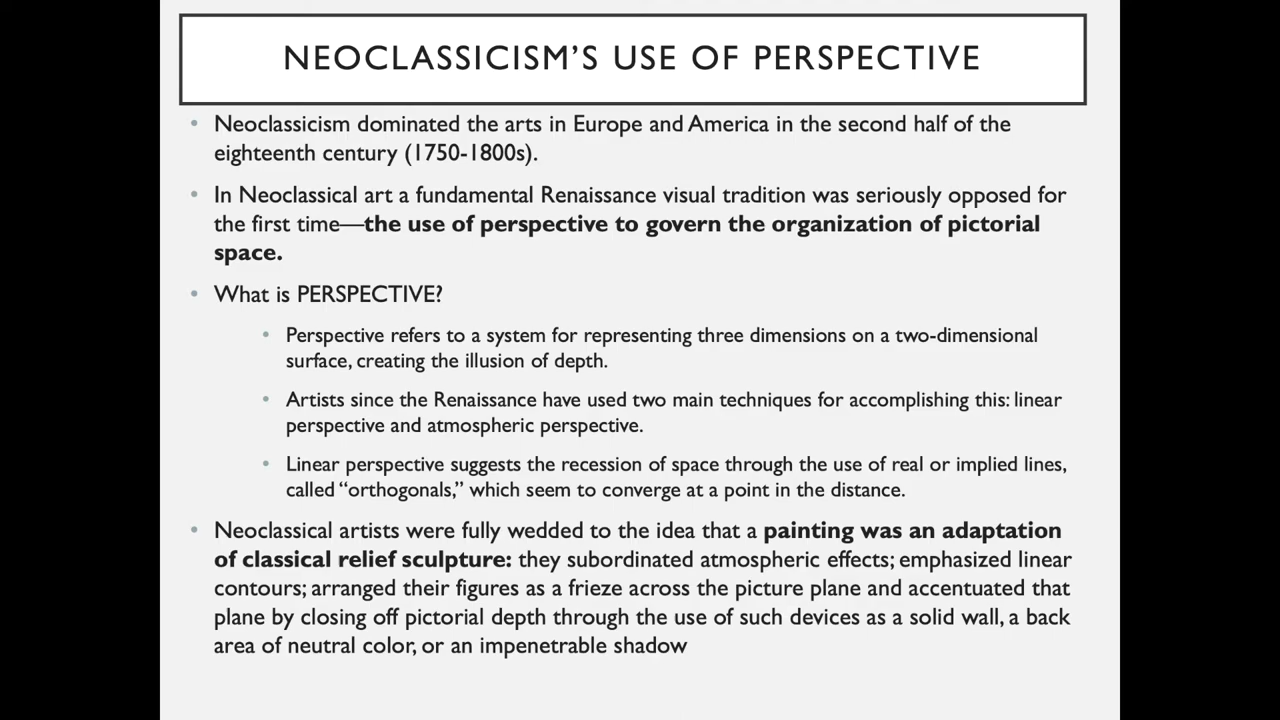 NEOCLASSICISM’S USE OF PERSPECTIVE
• Neoclassicism dominated the arts in Europe and America in the second half of the
eighteenth century (1750-1800s).
• In Neoclassical art a fundamental Renaissance visual tradition was seriously opposed for
the first time—the use of perspective to govern the organization of pictorial
space.
• What is PERSPECTIVE?
• Perspective refers to a system for representing three dimensions on a two-dimensional
surface, creating the illusion of depth.
• Artists since the Renaissance have used two main techniques for accomplishing this: linear
perspective and atmospheric perspective.
• Linear perspective suggests the recession of space through the use of real or implied lines,
called “orthogonals,” which seem to converge at a point in the distance.
• Neoclassical artists were fully wedded to the idea that a painting was an adaptation
of classical relief sculpture: they subordinated atmospheric effects; emphasized linear
contours; arranged their figures as a frieze across the picture plane and accentuated that
plane by closing off pictorial depth through the use of such devices as a solid wall, a back
area of neutral color, or an impenetrable shadow